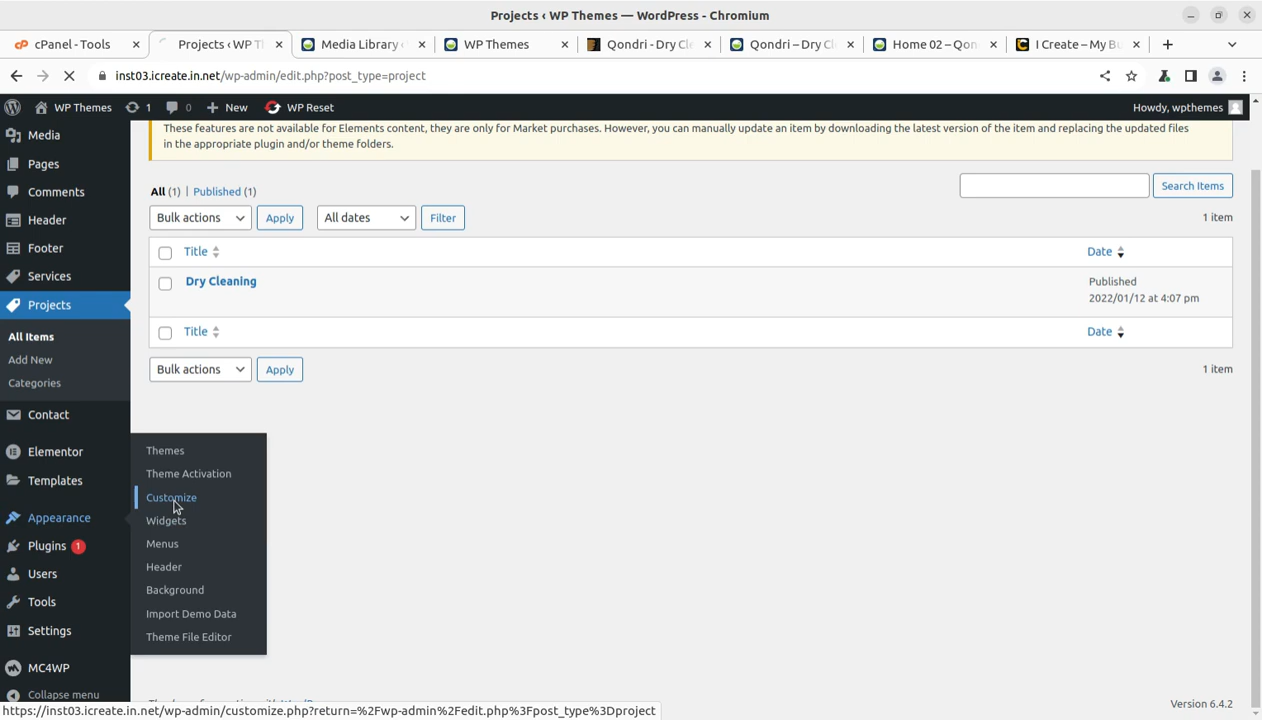 Projects ‹ WP Themes — WordPress - Chromium
cPanel - Tools
Projects ‹ WP T
Media Library ‹
WP Themes
Qondri - Dry Cl
Qondri – Dry C
Home 02 – Qon
I Create – My B
inst03.icreate.in.net/wp-admin/edit.php?post_type=project
WP Themes 1 0 New WP Reset Howdy, wpthemes
Media
Pages
Comments
Header
Footer
Services
Projects
All Items
Add New
Categories
Contact
Elementor
Templates
Appearance
Plugins 1
Users
Tools
Settings
MC4WP
Collapse menu
These features are not available for Elements content, they are only for Market purchases. However, you can manually update an item by downloading the latest version of the item and replacing the updated files
in the appropriate plugin and/or theme folders.
All (1) | Published (1)
Search Items
Bulk actions Apply All dates Filter 1 item
Title Date
Dry Cleaning Published
2022/01/12 at 4:07 pm
Title Date
Bulk actions Apply 1 item
Themes
Theme Activation
Customize
Widgets
Menus
Header
Background
Import Demo Data
Theme File Editor
Version 6.4.2
https://inst03.icreate.in.net/wp-admin/customize.php?return=%2Fwp-admin%2Fedit.php%3Fpost_type%3Dproject